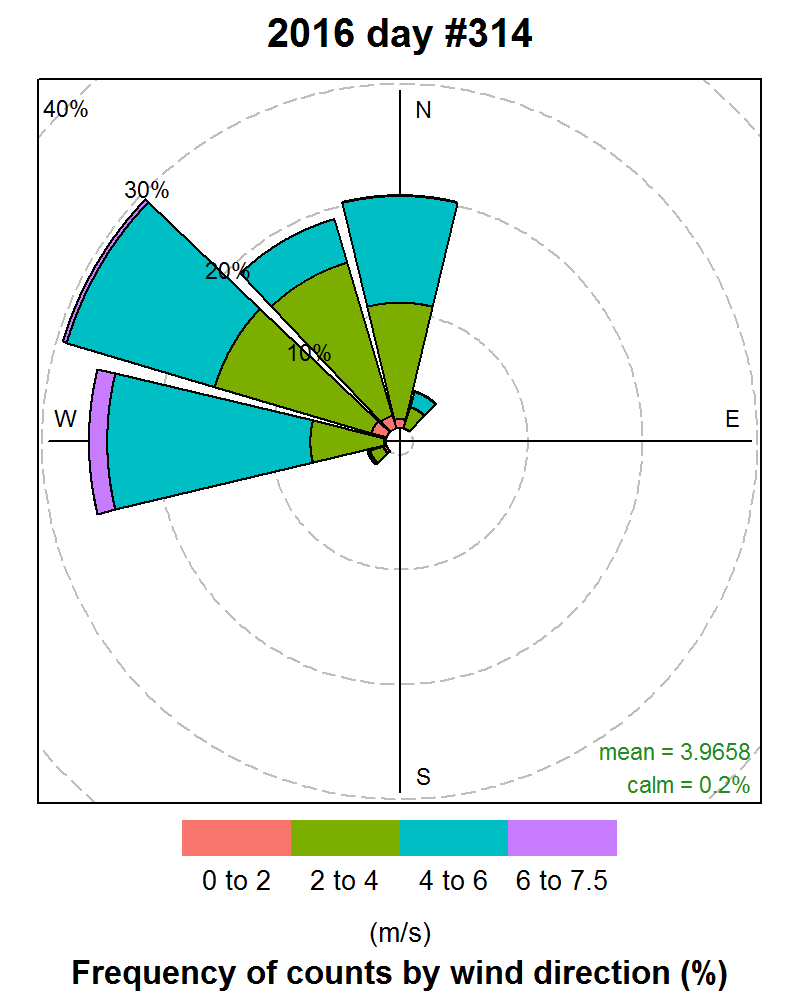 2016 day #314
40%
N
30%
20%
10%
W
E
S
mean = 3.9658
calm = 0.2%
0 to 2 2 to 4 4 to 6 6 to 7.5
(m/s)
Frequency of counts by wind direction (%)